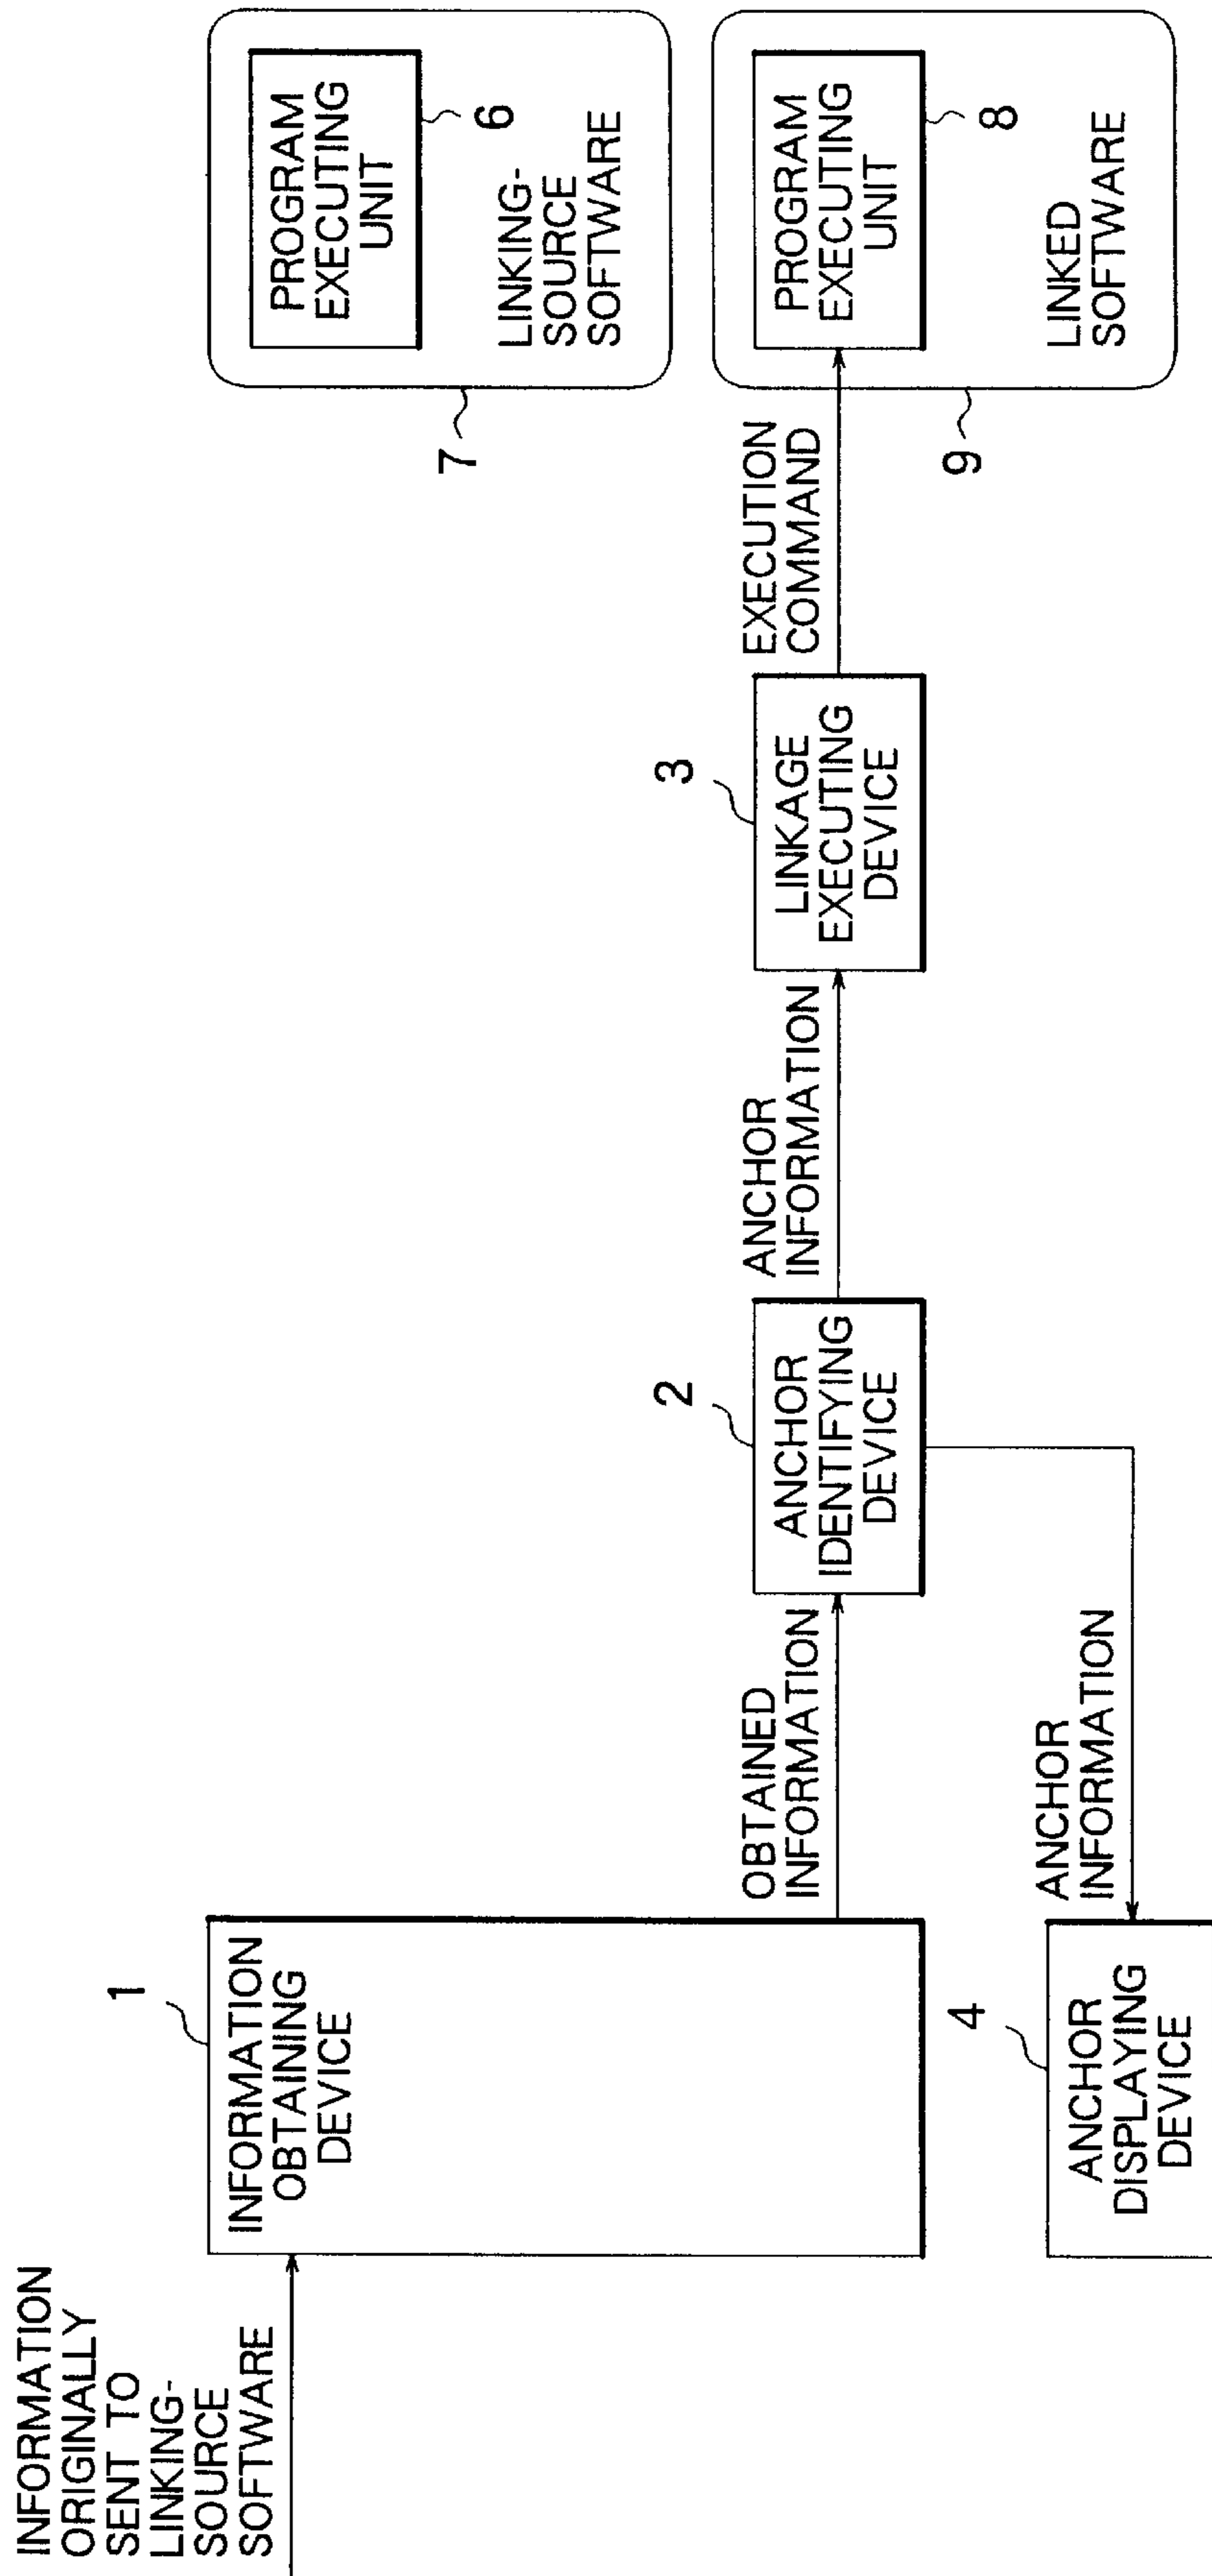 INFORMATION
ORIGINALLY
SENT TO
LINKING-
SOURCE
SOFTWARE
1
INFORMATION
OBTAINING
DEVICE
OBTAINED
INFORMATION
2
ANCHOR
IDENTIFYING
DEVICE
ANCHOR
INFORMATION
3
LINKAGE
EXECUTING
DEVICE
EXECUTION
COMMAND
7
PROGRAM
EXECUTING
UNIT
6
LINKING-
SOURCE
SOFTWARE
9
PROGRAM
EXECUTING
UNIT
8
LINKED
SOFTWARE
4
ANCHOR
DISPLAYING
DEVICE
ANCHOR
INFORMATION